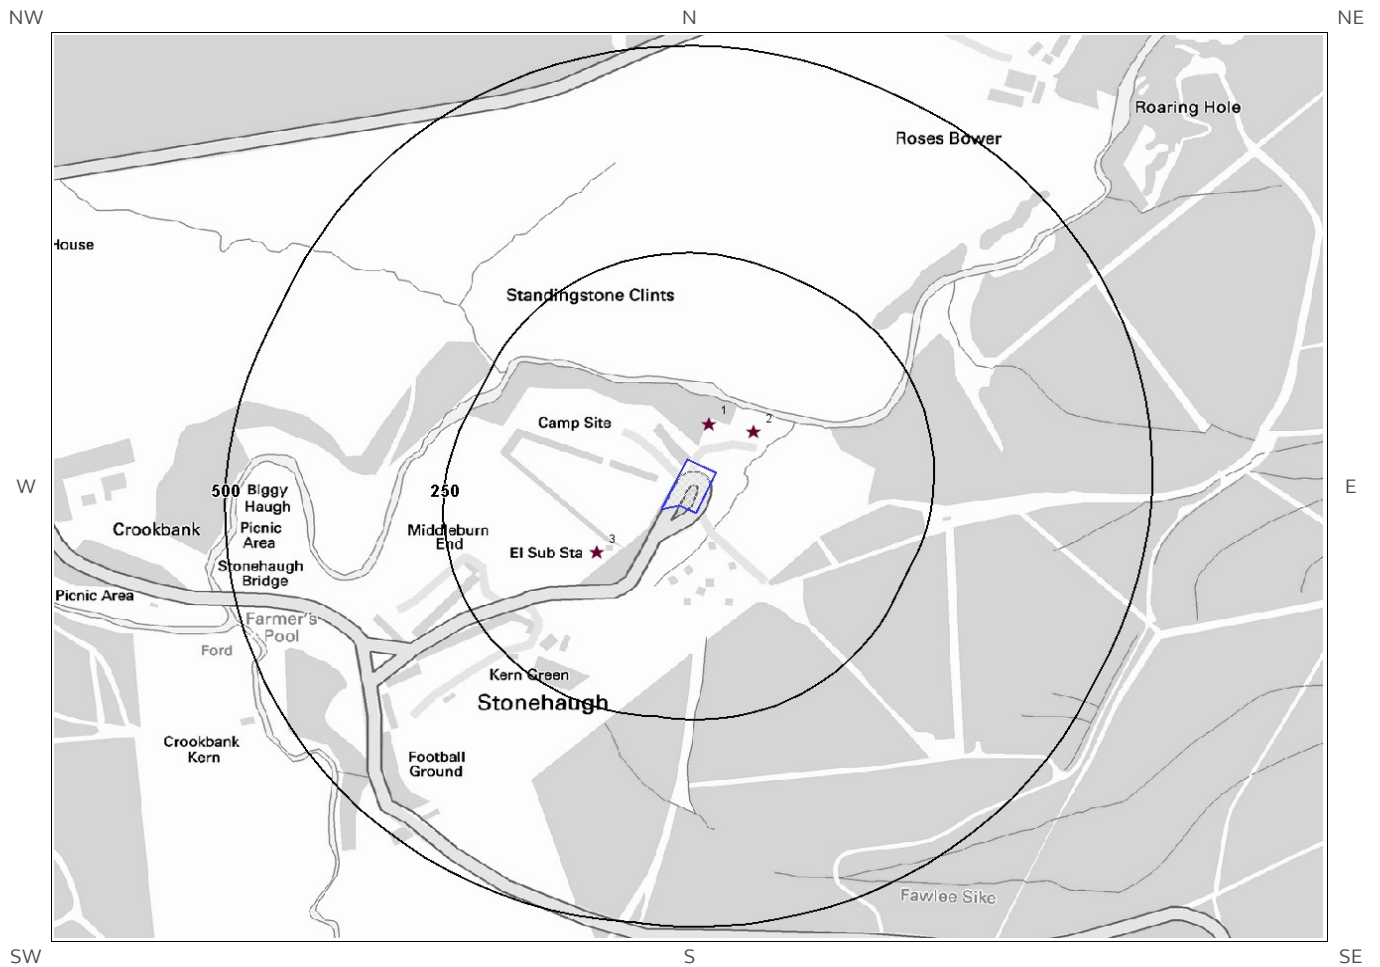 NW
N
NE
Roaring Hole
Roses Bower
House
Standingstone Clints
1
2
Camp Site
W
E
500
Biggy
Haugh
250
Picnic
Area
Crookbank
Middleburn
End
El Sub Sta
3
Stonehaugh
Bridge
Picnic Area
Farmer's
Pool
Ford
Kern Green
Stonehaugh
Crookbank
Kern
Football
Ground
Fawlee Sike
SW
S
SE